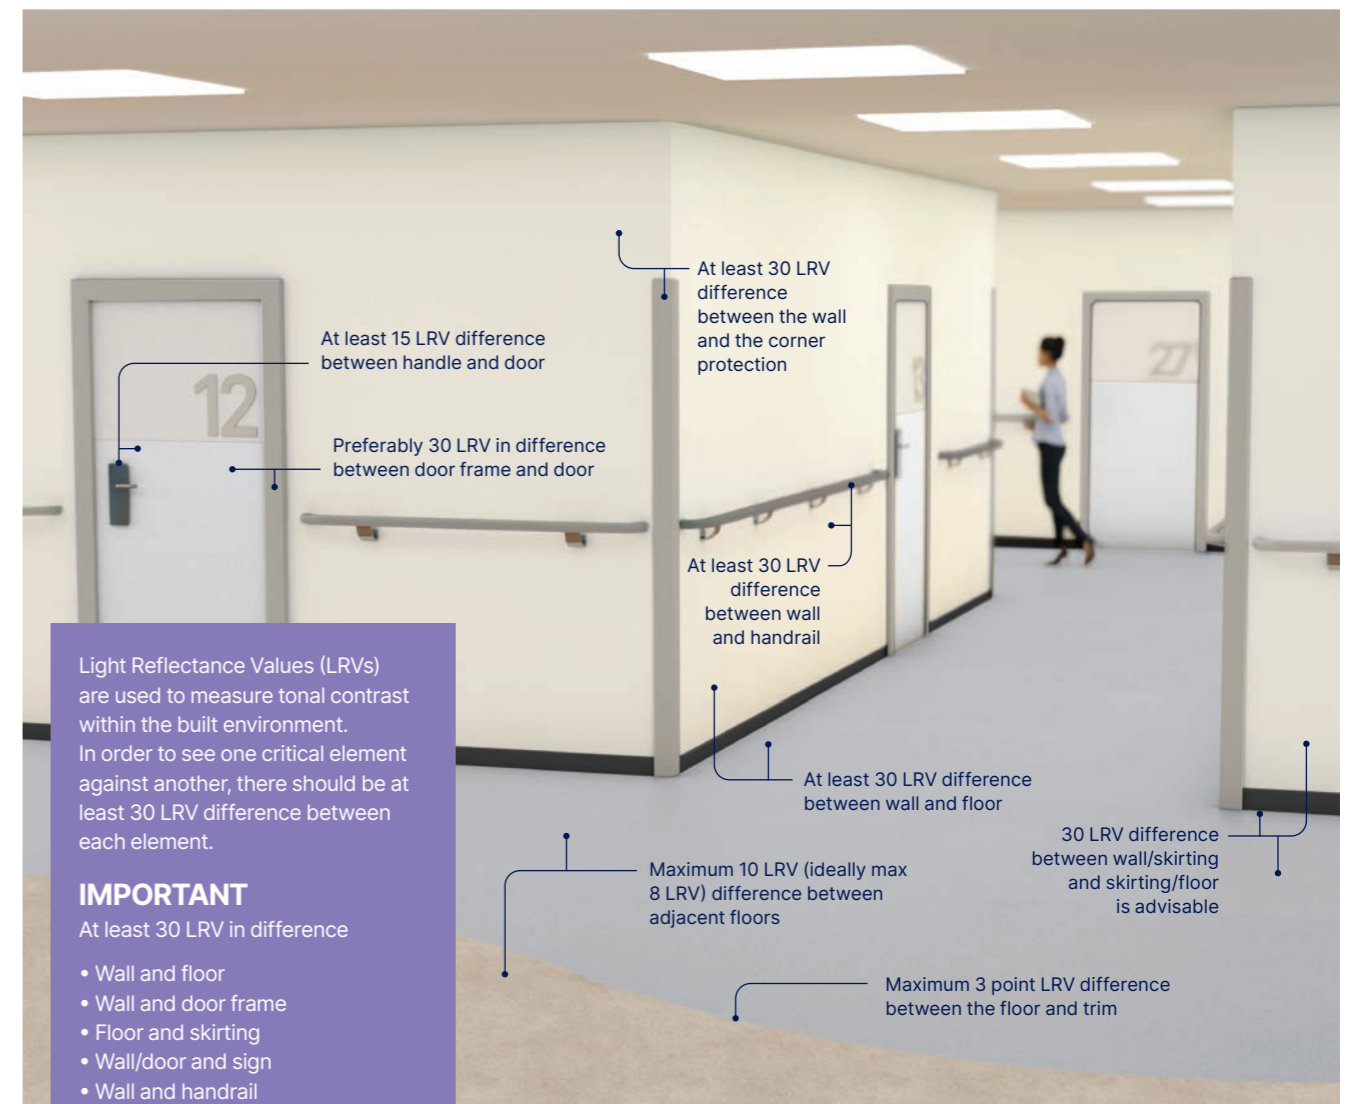 At least 30 LRV
difference
between the wall
and the corner
protection
At least 15 LRV difference
between handle and door
12
27
Preferably 30 LRV in difference
between door frame and door
At least 30 LRV
difference
between wall
and handrail
At least 30 LRV difference
between wall and floor
30 LRV difference
between wall/skirting
and skirting/floor
is advisable
Maximum 10 LRV (ideally max
8 LRV) difference between
adjacent floors
Maximum 3 point LRV difference
between the floor and trim
Light Reflectance Values (LRVs)
are used to measure tonal contrast
within the built environment.
In order to see one critical element
against another, there should be at
least 30 LRV difference between
each element.
IMPORTANT
At least 30 LRV in difference
• Wall and floor
• Wall and door frame
• Floor and skirting
• Wall/door and sign
• Wall and handrail